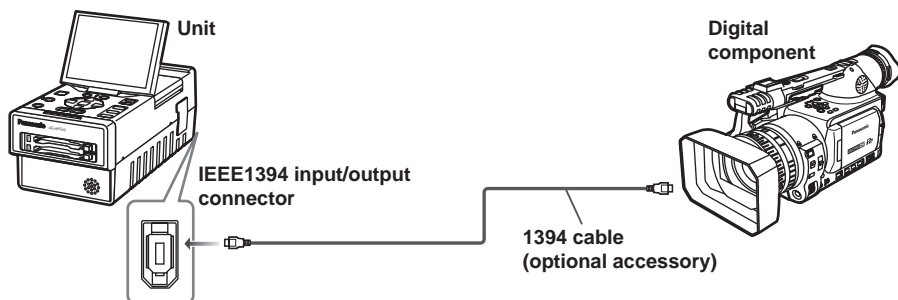 Unit
Digital
component
Panasonic
Panasonic
IEEE1394 input/output
connector
1394 cable
(optional accessory)